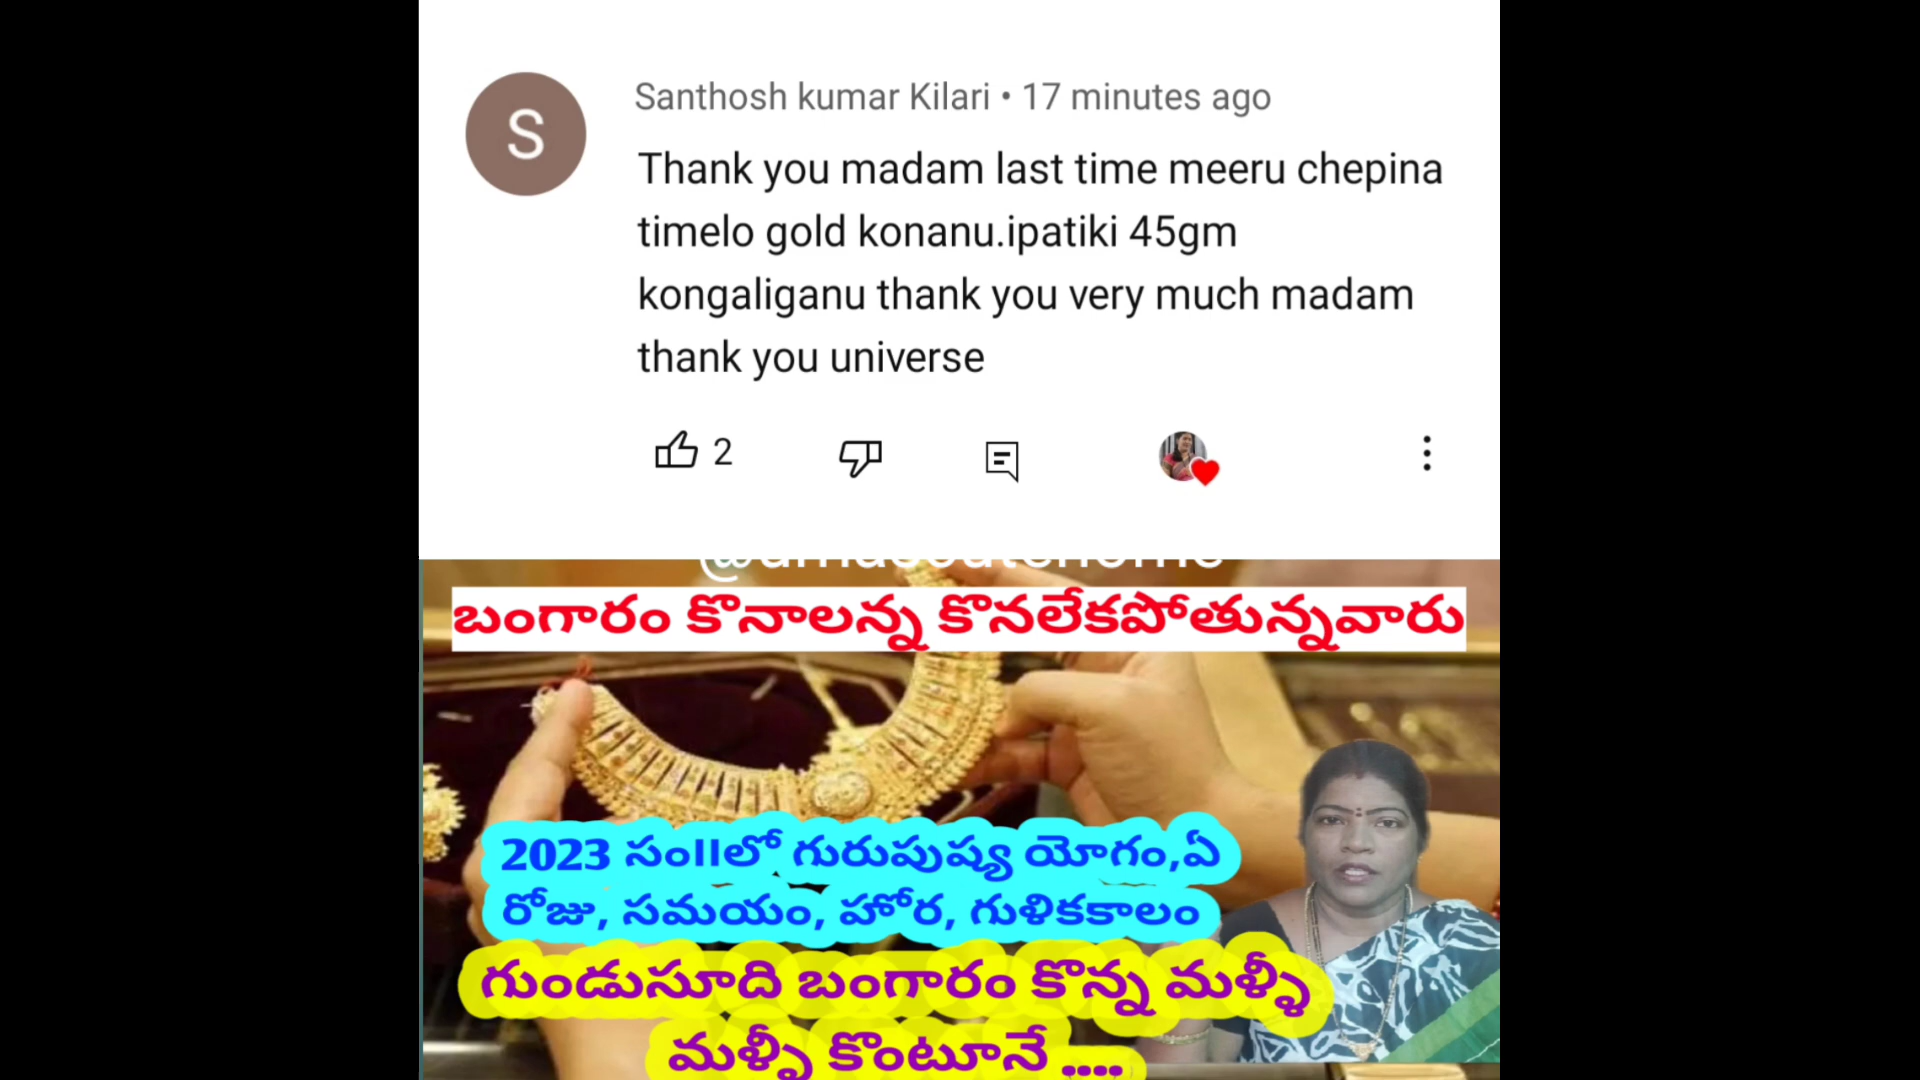 S
Santhosh kumar Kilari • 17 minutes ago
Thank you madam last time meeru chepina
timelo gold konanu.ipatiki 45gm
kongaliganu thank you very much madam
thank you universe
2
బంగారం కొనాలన్న కొనలేకపోతున్నవారు
2023 సంIIలో గురుపుష్య యోగం,ఏ
రోజు, సమయం, హోర, గుళికకాలం
గుండుసూది బంగారం కొన్న మళ్ళీ
మళ్ళీ కొంటూనే ....